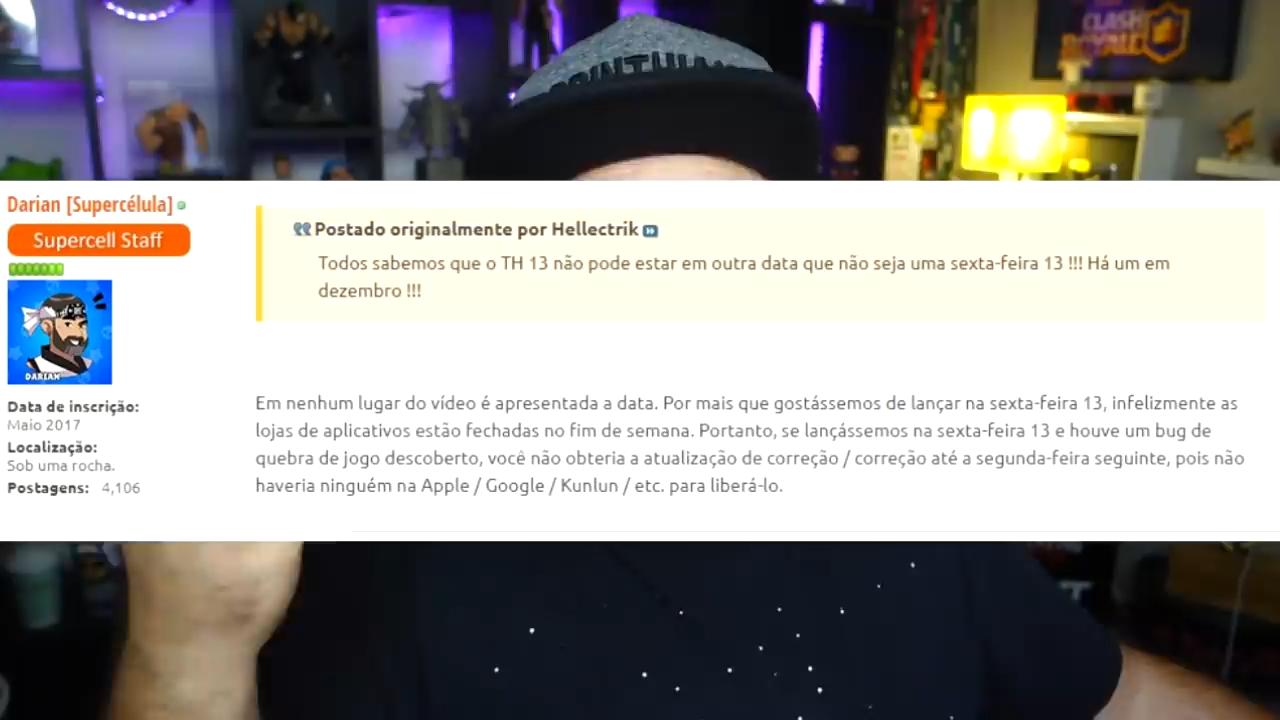 CLASH
ROYALE
Darian [Supercélula]
Supercell Staff
DARIAN
Data de inscrição:
Maio 2017
Localização:
Sob uma rocha.
Postagens: 4,106
Postado originalmente por Hellectrik
Todos sabemos que o TH 13 não pode estar em outra data que não seja uma sexta-feira 13 !!! Há um em
dezembro !!!
Em nenhum lugar do vídeo é apresentada a data. Por mais que gostássemos de lançar na sexta-feira 13, infelizmente as
lojas de aplicativos estão fechadas no fim de semana. Portanto, se lançássemos na sexta-feira 13 e houve um bug de
quebra de jogo descoberto, você não obteria a atualização de correção / correção até a segunda-feira seguinte, pois não
haveria ninguém na Apple / Google / Kunlun / etc. para liberá-lo.